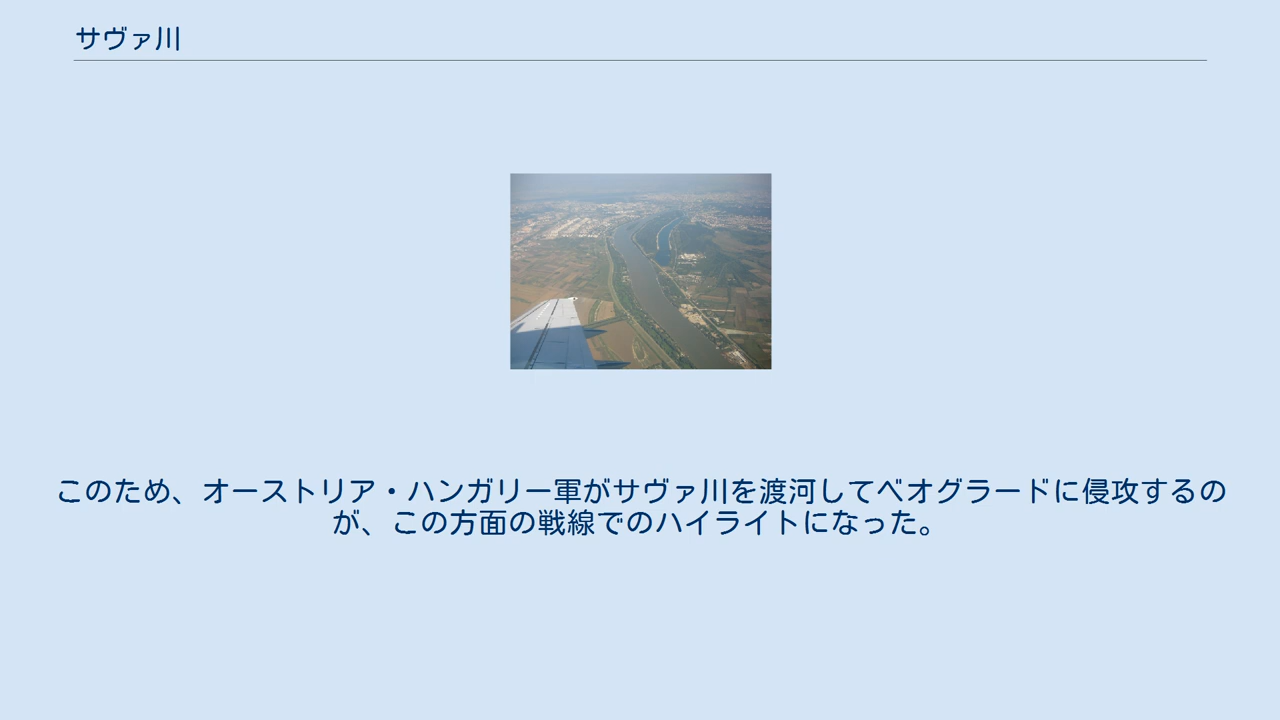 サヴァ川
このため、オーストリア・ハンガリー軍がサヴァ川を渡河してベオグラードに侵攻するの
が、この方面の戦線でのハイライトになった。